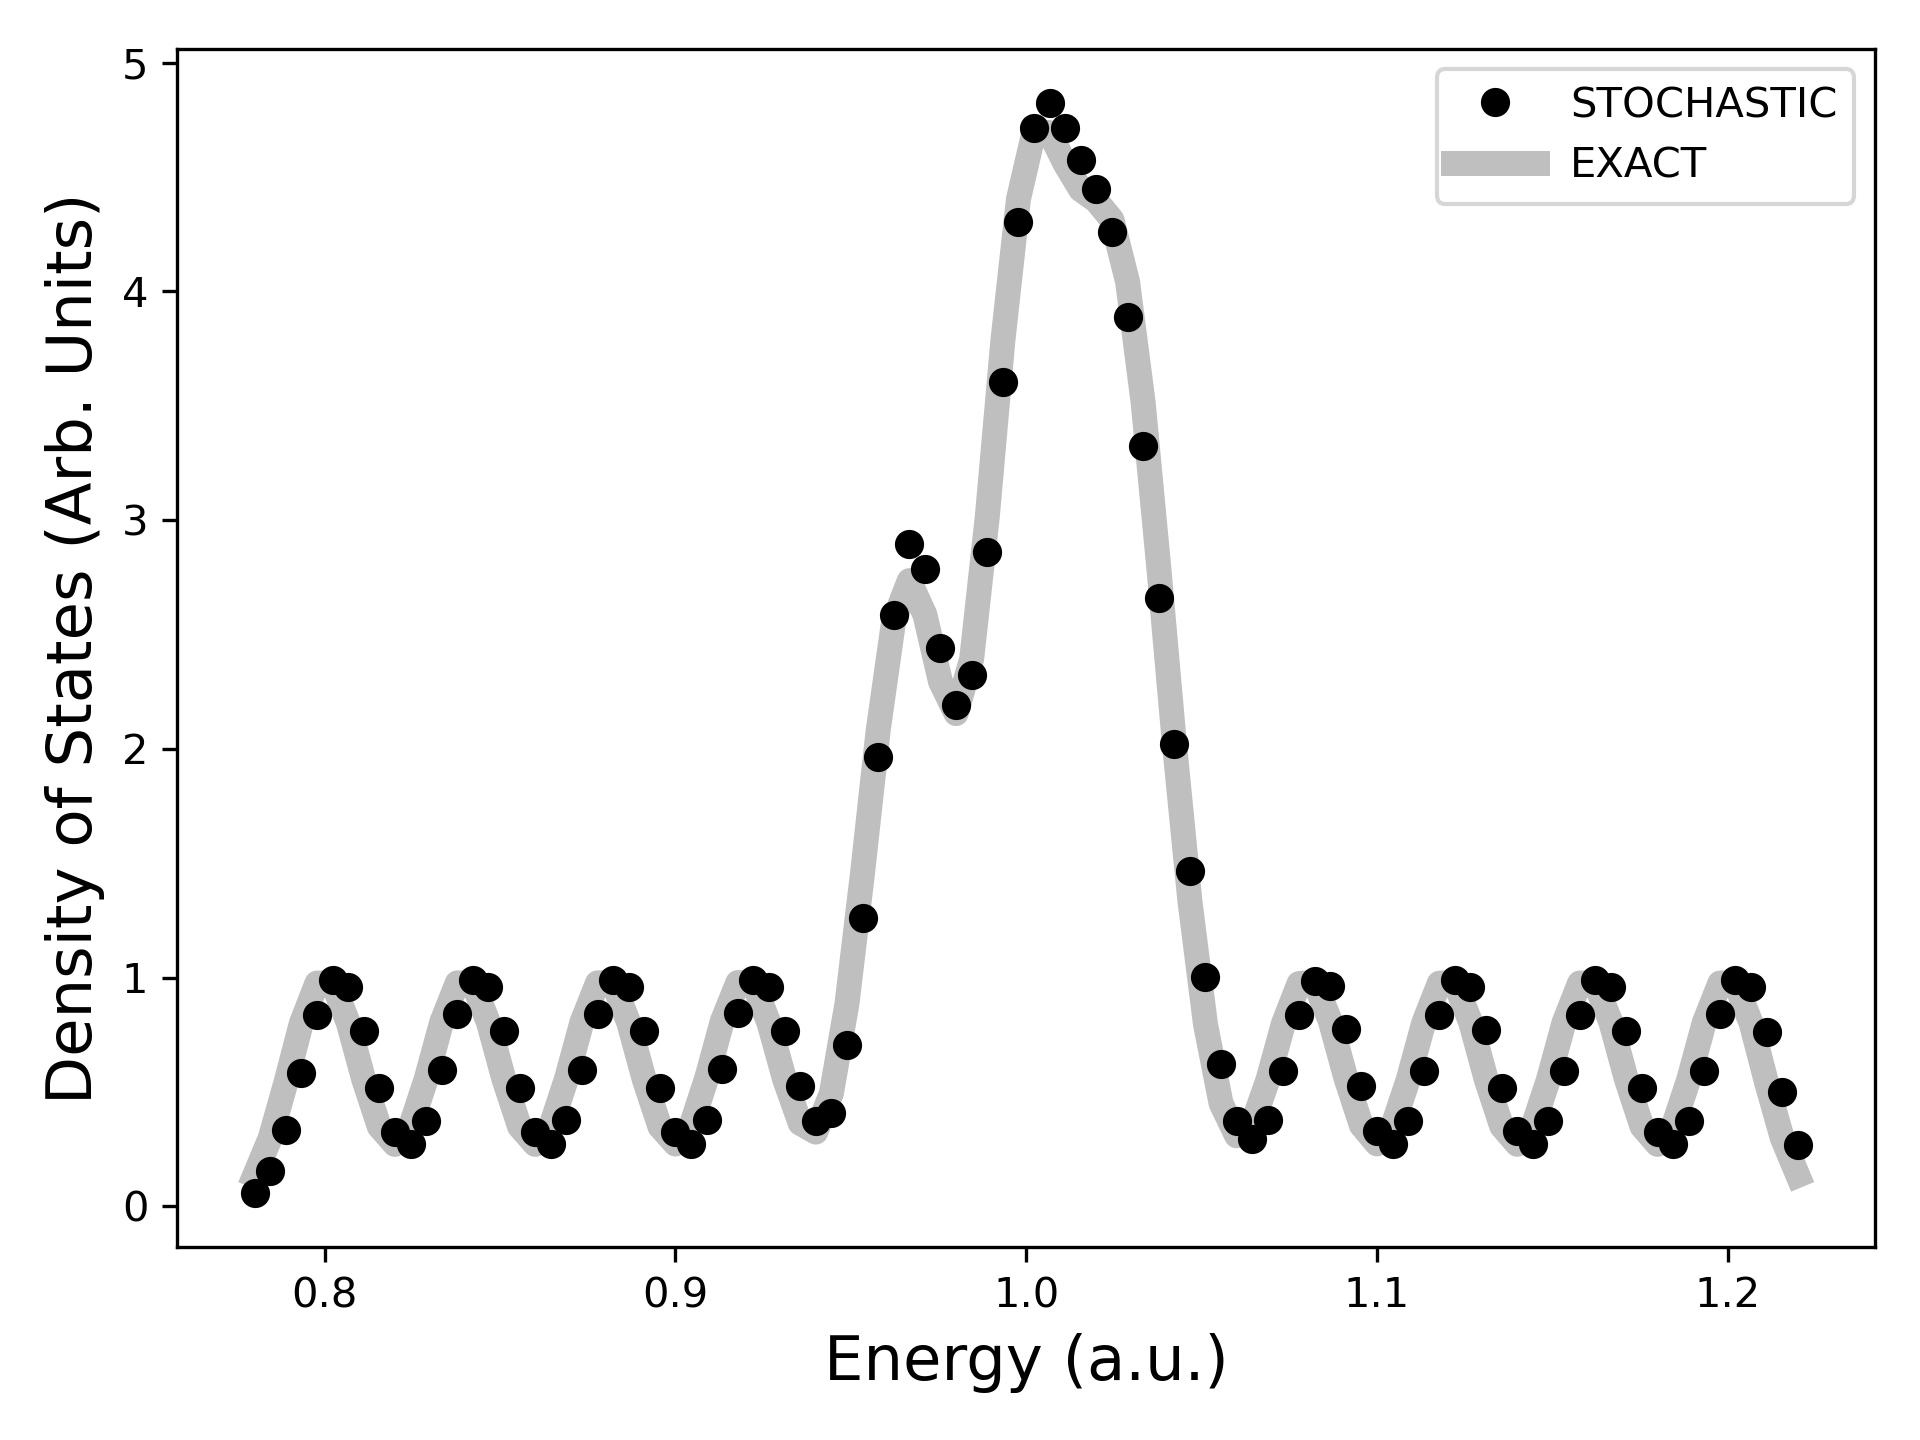 5
4
3
2
1
0
0.8
0.9
1.0
1.1
1.2
Density of States (Arb. Units)
Energy (a.u.)
STOCHASTIC
EXACT